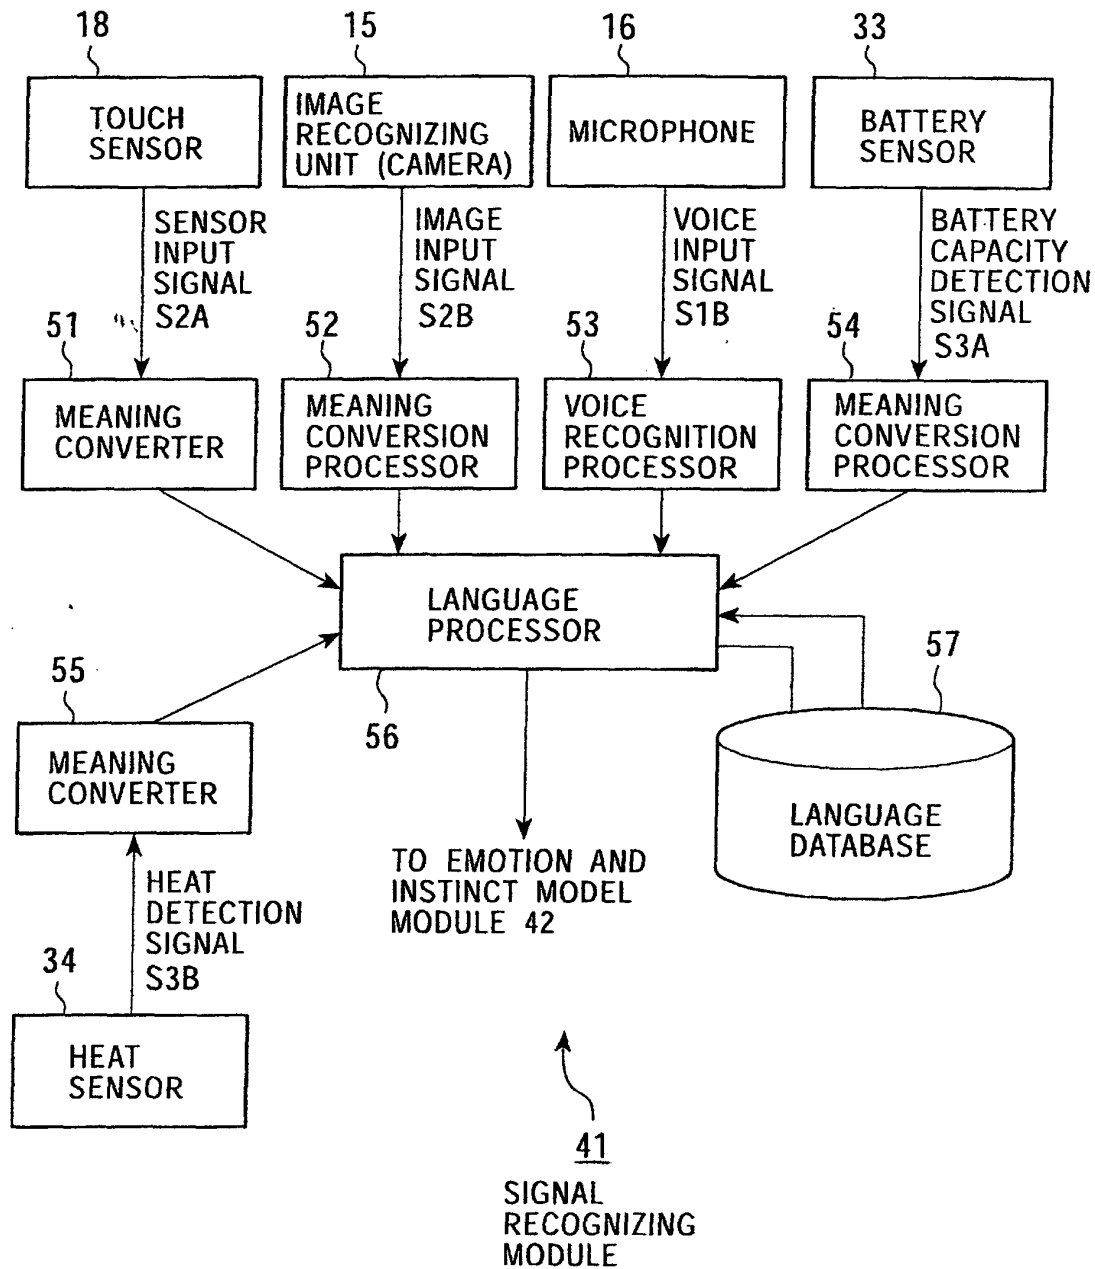 18
15
16
33
TOUCH
SENSOR
IMAGE
RECOGNIZING
UNIT (CAMERA)
MICROPHONE
BATTERY
SENSOR
SENSOR
INPUT
SIGNAL
S2A
IMAGE
INPUT
SIGNAL
S2B
VOICE
INPUT
SIGNAL
S1B
BATTERY
CAPACITY
DETECTION
SIGNAL
S3A
51
52
53
54
MEANING
CONVERTER
MEANING
CONVERSION
PROCESSOR
VOICE
RECOGNITION
PROCESSOR
MEANING
CONVERSION
PROCESSOR
LANGUAGE
PROCESSOR
56
55
57
MEANING
CONVERTER
LANGUAGE
DATABASE
TO EMOTION AND
INSTINCT MODEL
MODULE 42
HEAT
DETECTION
SIGNAL
S3B
34
HEAT
SENSOR
41
SIGNAL
RECOGNIZING
MODULE